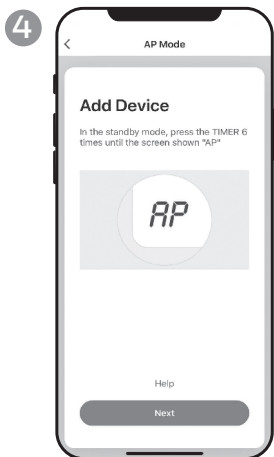 4
AP Mode
Add Device
In the standby mode, press the TIMER 6
times until the screen shown "AP"
AP
Help
Next